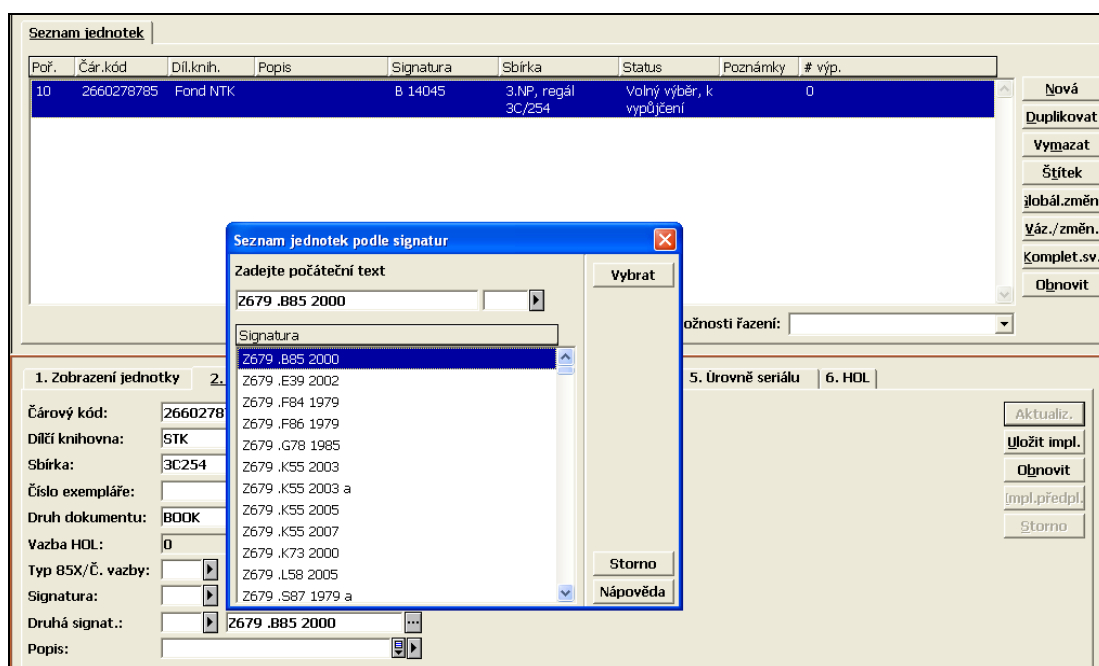 Seznam jednotek
Poř. Čár.kód Díl.knih. Popis Signatura Sbírka Status Poznámky # výp.
10 2660278785 Fond NTK B 14045 3.NP, regál 3C/254 Volný výběr, k vypůjčení 0
Nová
Duplikovat
Vymazat
Štítek
Globál.změn
Váz./změn.
Komplet.sv.
Obnovit
ožnosti řazení:
Seznam jednotek podle signatur
Zadejte počáteční text
Z679 .B85 2000
Signatura
Z679 .B85 2000
Z679 .E39 2002
Z679 .F84 1979
Z679 .F86 1979
Z679 .G78 1985
Z679 .K55 2003
Z679 .K55 2003 a
Z679 .K55 2005
Z679 .K55 2007
Z679 .K73 2000
Z679 .L58 2005
Z679 .S87 1979 a
Vybrat
Storno
Nápověda
1. Zobrazení jednotky 2. 5. Úrovně seriálu 6. HOL
Čárový kód: 2660278
Dílčí knihovna: STK
Sbírka: 3C254
Číslo exempláře:
Druh dokumentu: BOOK
Vazba HOL: 0
Typ 85X/Č. vazby:
Signatura:
Druhá signat.: Z679 .B85 2000
Popis:
Aktualiz.
Uložit impl.
Obnovit
Impl.předpl.
Storno